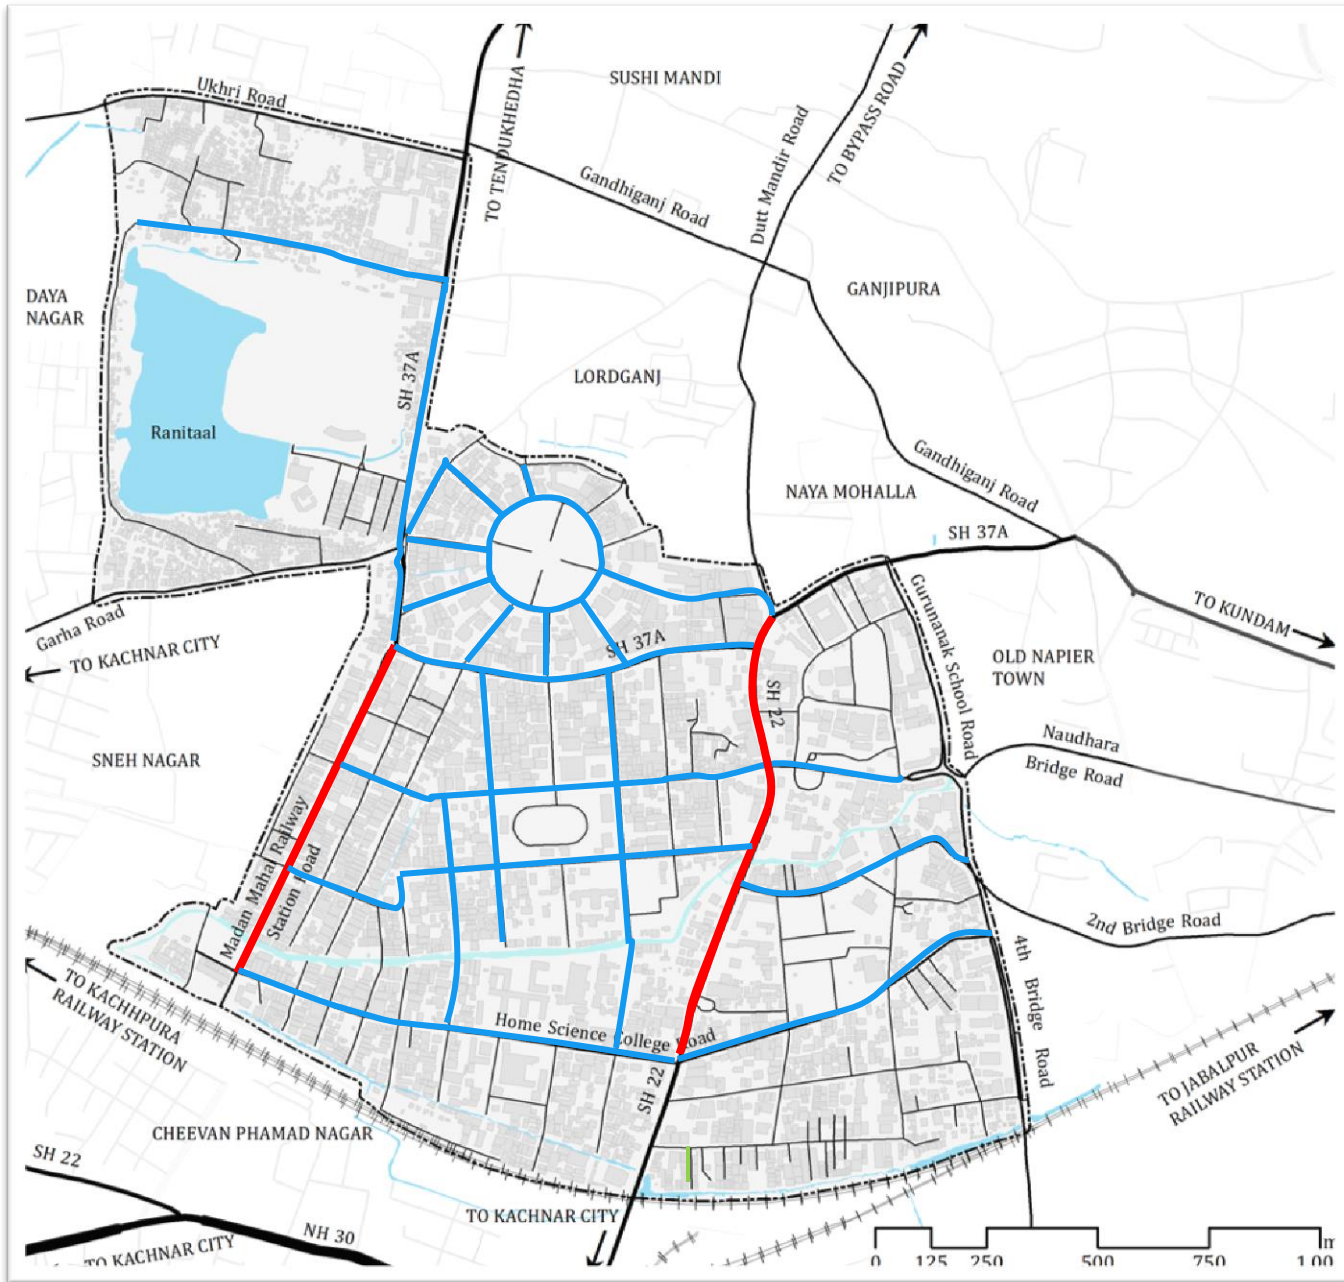 SUSHI MANDI
Ukhri Road
TO TENDUKHEDHA
TO BYPASS ROAD
Dutt Mandir Road
Gandhiganj Road
DAYA
NAGAR
GANJIPURA
SH 37A
LORDGANJ
Ranitaal
Gandhiganj Road
NAYA MOHALLA
SH 37A
Gurunanak School Road
TO KUNDAM
Garha Road
TO KACHNAR CITY
SH 37A
OLD NAPIER
TOWN
SH 22
SNEH NAGAR
Naudhara
Bridge Road
Madan Mahal Railway
Station Road
2nd Bridge Road
4th Bridge Road
TO KACHHPURA
RAILWAY STATION
Home Science College Road
SH 22
TO JABALPUR
RAILWAY STATION
CHEEVAN PHAMAD NAGAR
SH 22
TO KACHNAR CITY
NH 30
TO KACHNAR CITY
0 125 250 500 750 1 00
m